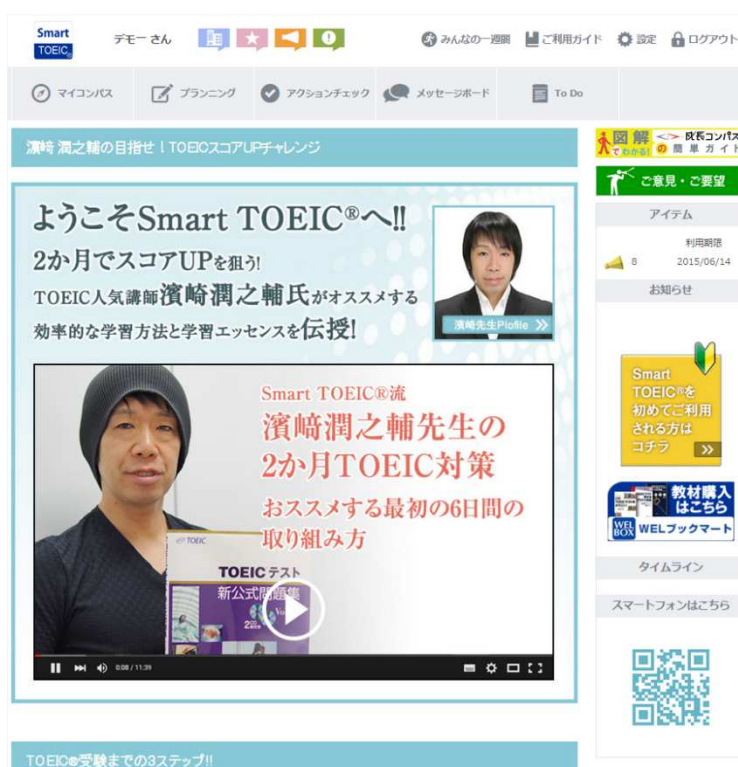 Smart
TOEIC®
デモー さん
みんなの一週間
ご利用ガイド
設定
ログアウト
マイコンパス
プランニング
アクションチェック
メッセージボード
To Do
濵﨑 潤之輔の目指せ！TOEICスコアUPチャレンジ
ようこそSmart TOEIC®へ!!
2か月でスコアUPを狙う!
TOEIC人気講師濵﨑潤之輔氏がオススメする
効率的な学習方法と学習エッセンスを伝授!
濱﨑先生Plofile
Smart TOEIC®流
濱﨑潤之輔先生の
2か月TOEIC対策
おススメする最初の6日間の
取り組み方
TOEIC
TOEIC テスト
新公式問題集
0:08 / 11:39
図解 成長コンパス
でわかる! の簡単ガイド
ご意見・ご要望
アイテム
利用期限
8 2015/06/14
お知らせ
Smart
TOEIC®を
初めてご利用
される方は
コチラ
教材購入
はこちら
WEL BOX WELブックマート
タイムライン
スマートフォンはこちら
TOEIC®受験までの3ステップ!!